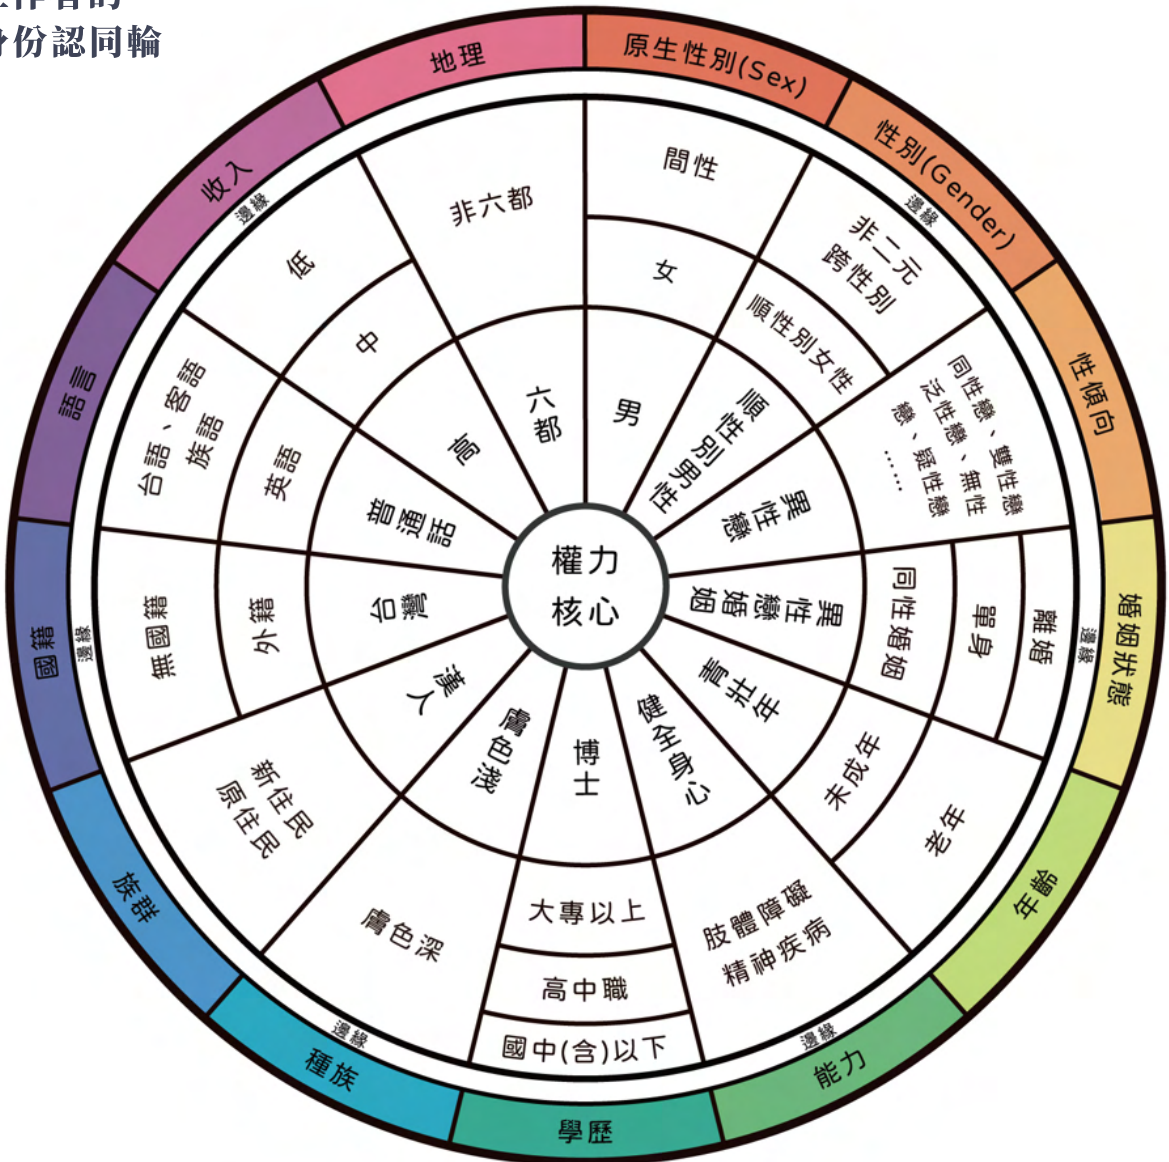 工作者的
身份認同輪
地理
非六都
六都
原生性別(Sex)
間性
女
男
性別(Gender)
邊緣
非二元
跨性別
順性別女性
順性別男性
性傾向
同性戀、雙性戀
泛性戀、無性
戀、疑性戀
……
異性
戀
婚姻狀態
邊緣
離婚
單身
同性婚姻
異性
戀婚
姻
年齡
老年
未成年
青壯年
能力
邊緣
肢體障礙
精神疾病
健全身心
學歷
國中(含)以下
高中職
大專以上
博士
種族
邊緣
膚色深
膚色淺
族群
新住民
原住民
漢人
國籍
邊緣
無國籍
外籍
台灣
語言
台語、客語
族語
英語
普通話
收入
邊緣
低
中
高
權力
核心